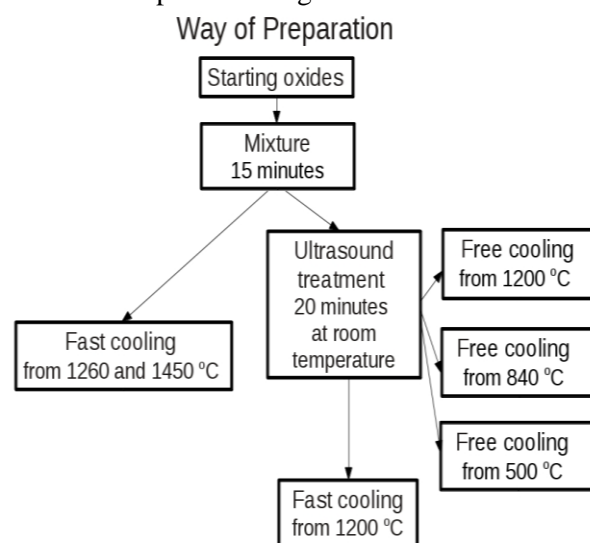 Way of Preparation
Starting oxides
Mixture
15 minutes
Ultrasound
treatment
20 minutes
at room
temperature
Free cooling
from 1200 °C
Fast cooling
from 1260 and 1450 °C
Free cooling
from 840 °C
Free cooling
from 500 °C
Fast cooling
from 1200 °C